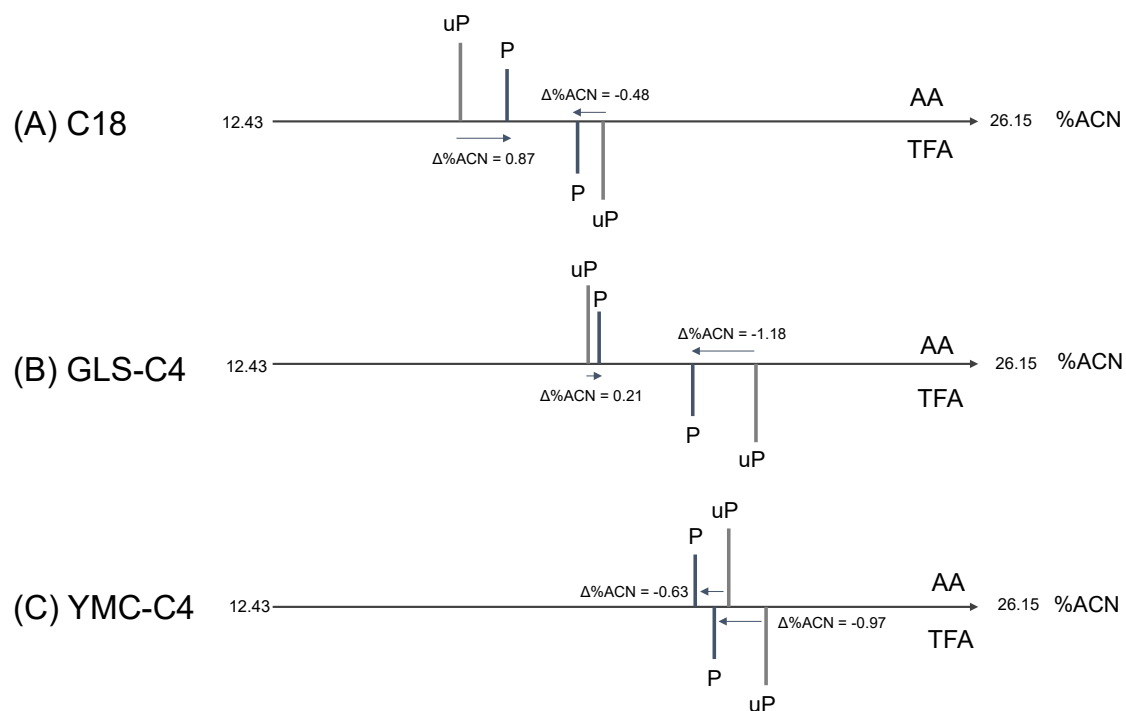 uP
P
Δ%ACN = -0.48
AA
(A) C18
12.43
26.15
%ACN
TFA
Δ%ACN = 0.87
P
uP
uP
P
Δ%ACN = -1.18
AA
(B) GLS-C4
12.43
26.15
%ACN
TFA
Δ%ACN = 0.21
P
uP
uP
P
Δ%ACN = -0.63
AA
(C) YMC-C4
12.43
26.15
%ACN
Δ%ACN = -0.97
TFA
P
uP